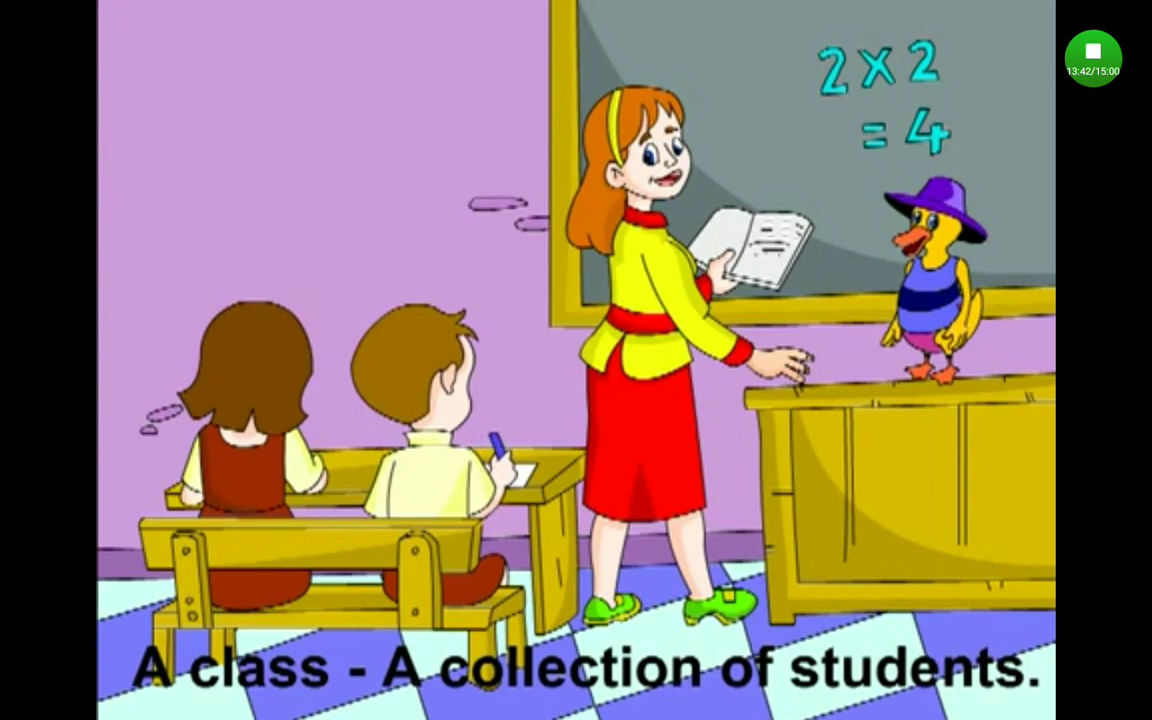 13:42/15:00
2 x 2
= 4
A class - A collection of students.